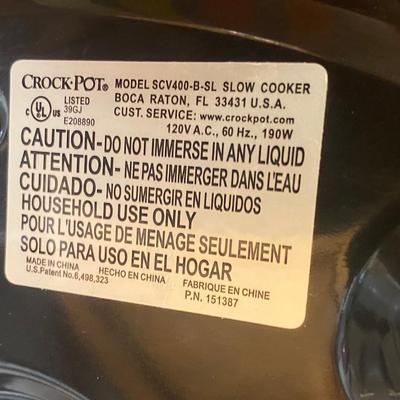 CROCK·POT® MODEL SCV400-B-SL SLOW COOKER
BOCA RATON, FL 33431 U.S.A.
CUST. SERVICE: www.crockpot.com
120V A.C., 60 Hz., 190W
C UL US LISTED
39GJ
E208890
CAUTION- DO NOT IMMERSE IN ANY LIQUID
ATTENTION- NE PAS IMMERGER DANS L'EAU
CUIDADO- NO SUMERGIR EN LIQUIDOS
HOUSEHOLD USE ONLY
POUR L'USAGE DE MENAGE SEULEMENT
SOLO PARA USO EN EL HOGAR
MADE IN CHINA HECHO EN CHINA FABRIQUE EN CHINE
U.S.Patent No.6,498,323 P.N. 151387